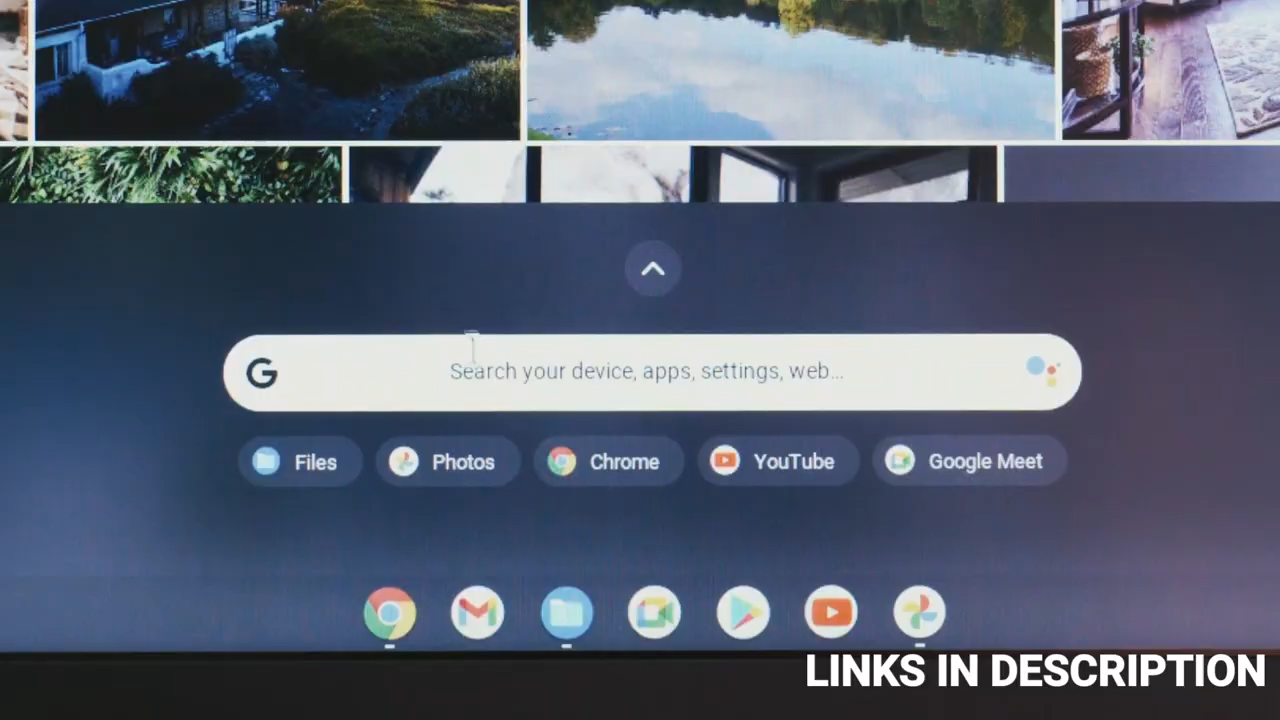 Search your device, apps, settings, web...
Files
Photos
Chrome
YouTube
Google Meet
LINKS IN DESCRIPTION